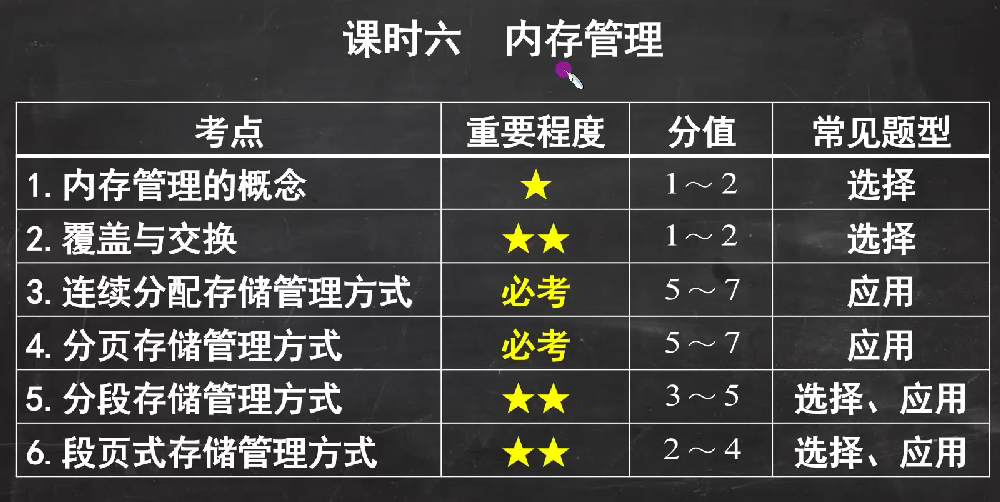 课时六 内存管理
考点 重要程度 分值 常见题型
1.内存管理的概念 ★ 1～2 选择
2.覆盖与交换 ★★ 1～2 选择
3.连续分配存储管理方式 必考 5～7 应用
4.分页存储管理方式 必考 5～7 应用
5.分段存储管理方式 ★★ 3～5 选择、应用
6.段页式存储管理方式 ★★ 2～4 选择、应用